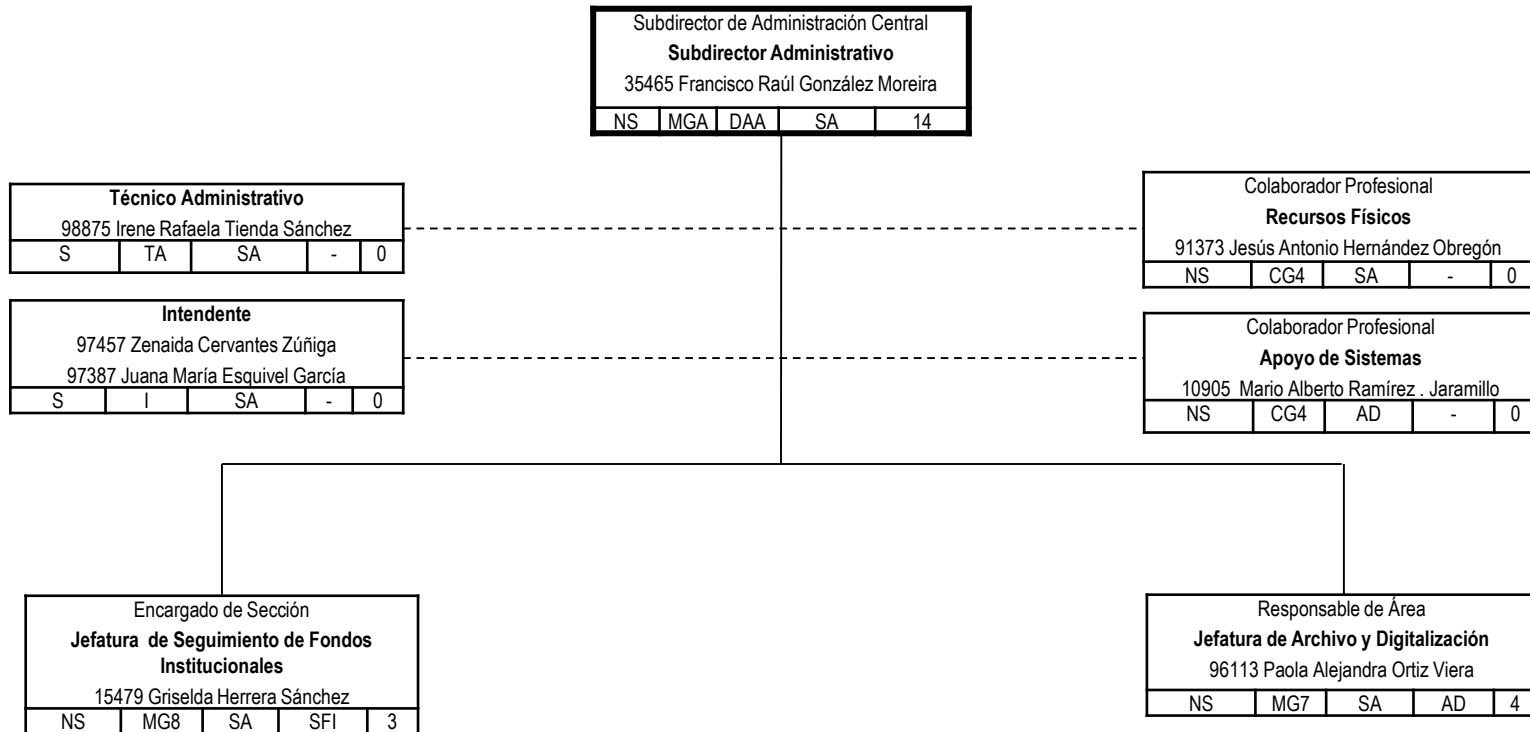 Subdirector de Administración Central
Subdirector Administrativo
35465 Francisco Raúl González Moreira
NS MGA DAA SA 14
Técnico Administrativo
98875 Irene Rafaela Tienda Sánchez
S TA SA - 0
Colaborador Profesional
Recursos Físicos
91373 Jesús Antonio Hernández Obregón
NS CG4 SA - 0
Intendente
97457 Zenaida Cervantes Zúñiga
97387 Juana María Esquivel García
S I SA - 0
Colaborador Profesional
Apoyo de Sistemas
10905 Mario Alberto Ramírez . Jaramillo
NS CG4 AD - 0
Encargado de Sección
Jefatura de Seguimiento de Fondos
Institucionales
15479 Griselda Herrera Sánchez
NS MG8 SA SFI 3
Responsable de Área
Jefatura de Archivo y Digitalización
96113 Paola Alejandra Ortiz Viera
NS MG7 SA AD 4